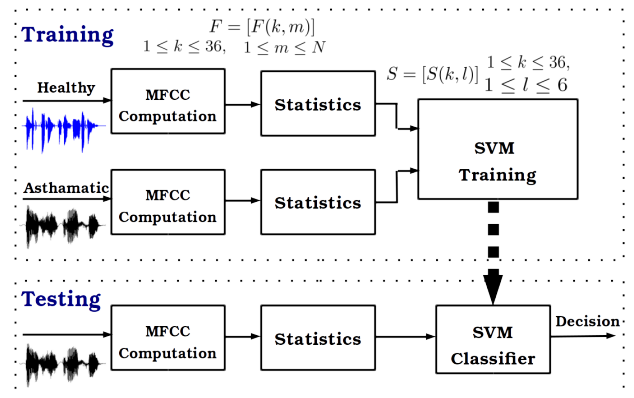 Training
F = [F(k, m)]
1 ≤ k ≤ 36, 1 ≤ m ≤ N
S = [S(k, l)] 1 ≤ k ≤ 36,
1 ≤ l ≤ 6
Healthy
MFCC
Computation
Statistics
SVM
Training
Asthamatic
MFCC
Computation
Statistics
Testing
MFCC
Computation
Statistics
SVM
Classifier
Decision